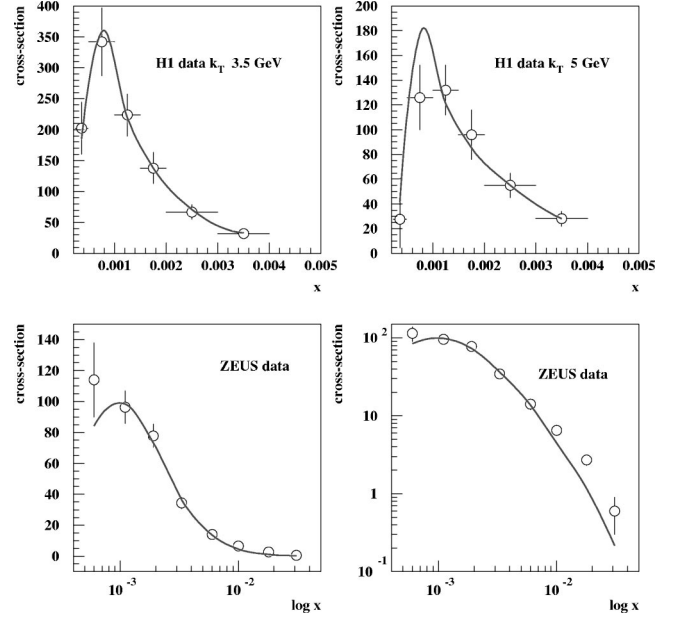 cross-section
400
350
300
250
200
150
100
50
0
H1 data k_T 3.5 GeV
0.001 0.002 0.003 0.004 0.005
x
cross-section
200
180
160
140
120
100
80
60
40
20
0
H1 data k_T 5 GeV
0.001 0.002 0.003 0.004 0.005
x
cross-section
140
120
100
80
60
40
20
0
ZEUS data
10^-3 10^-2
log x
cross-section
10^2
10
1
10^-1
ZEUS data
10^-3 10^-2
log x